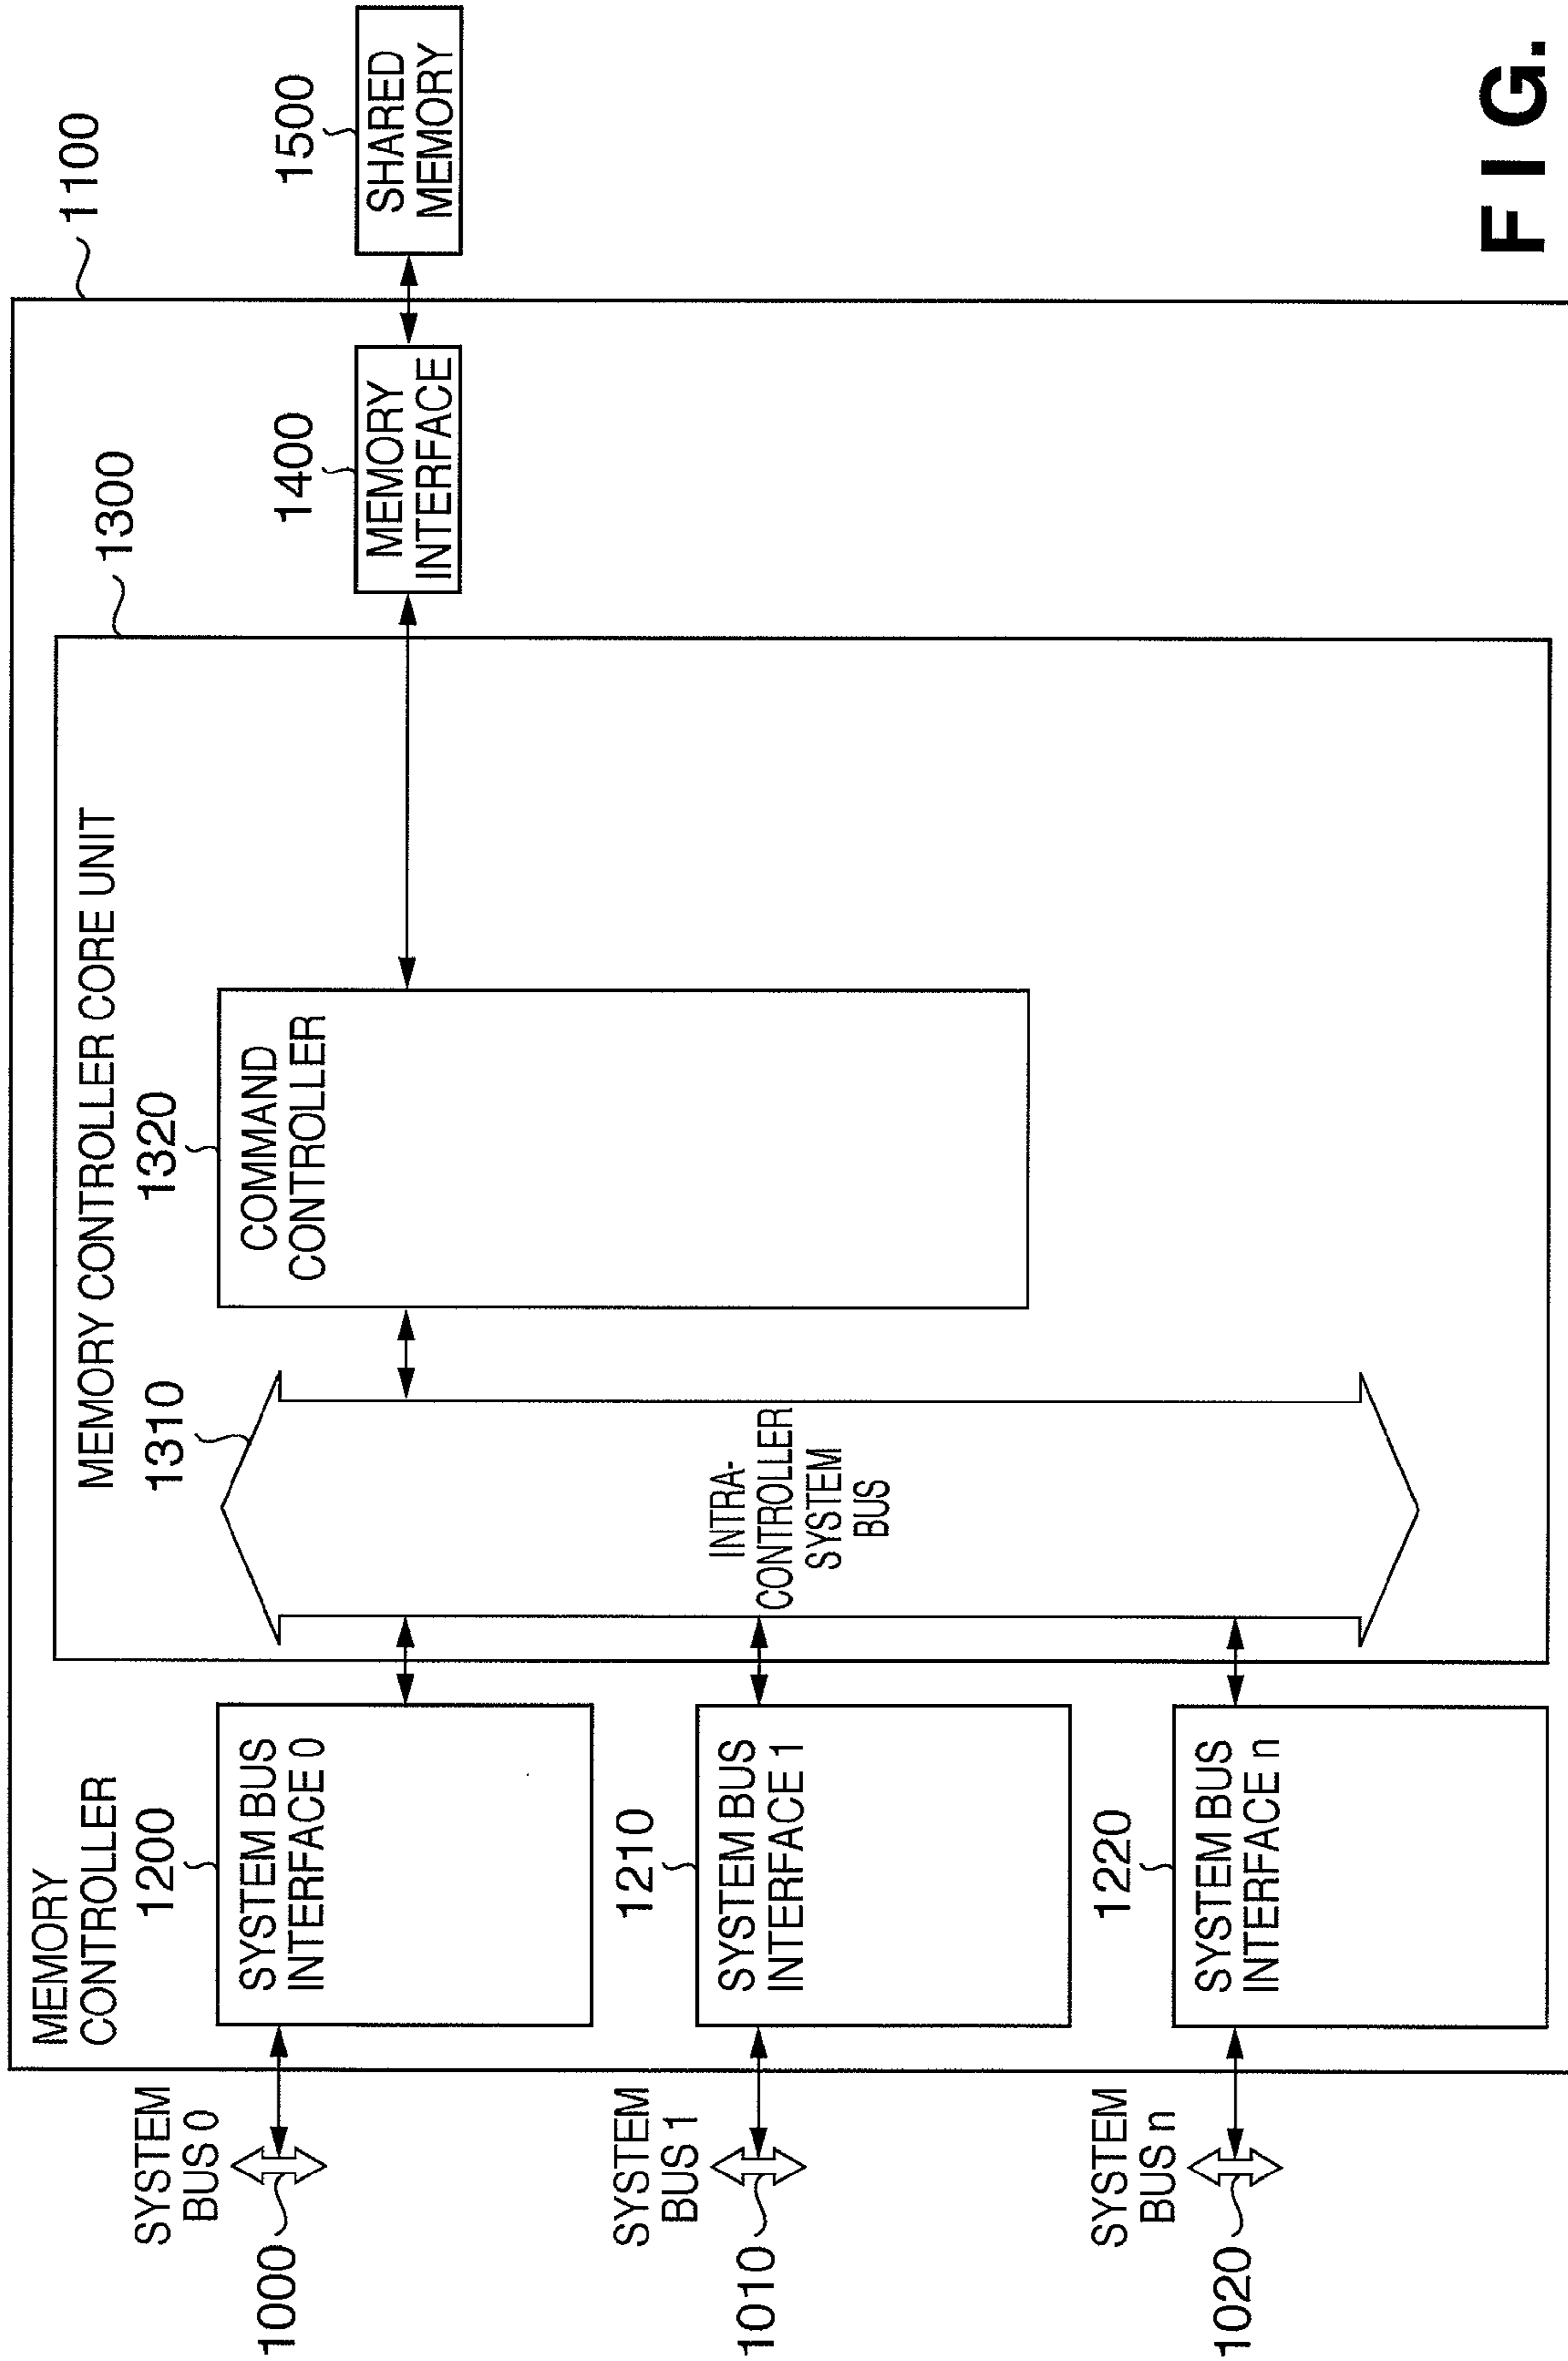 1100
1300
MEMORY
CONTROLLER
MEMORY CONTROLLER CORE UNIT
SYSTEM
BUS 0
1000
1200
SYSTEM BUS
INTERFACE 0
1310
1320
COMMAND
CONTROLLER
1400
MEMORY
INTERFACE
1500
SHARED
MEMORY
SYSTEM
BUS 1
1010
1210
SYSTEM BUS
INTERFACE 1
INTRA-
CONTROLLER
SYSTEM
BUS
SYSTEM
BUS n
1020
1220
SYSTEM BUS
INTERFACE n
FIG.